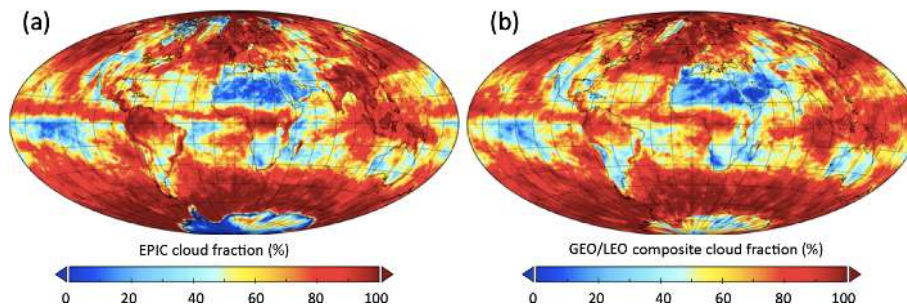 (a)
(b)
EPIC cloud fraction (%)
GEO/LEO composite cloud fraction (%)
0 20 40 60 80 100
0 20 40 60 80 100